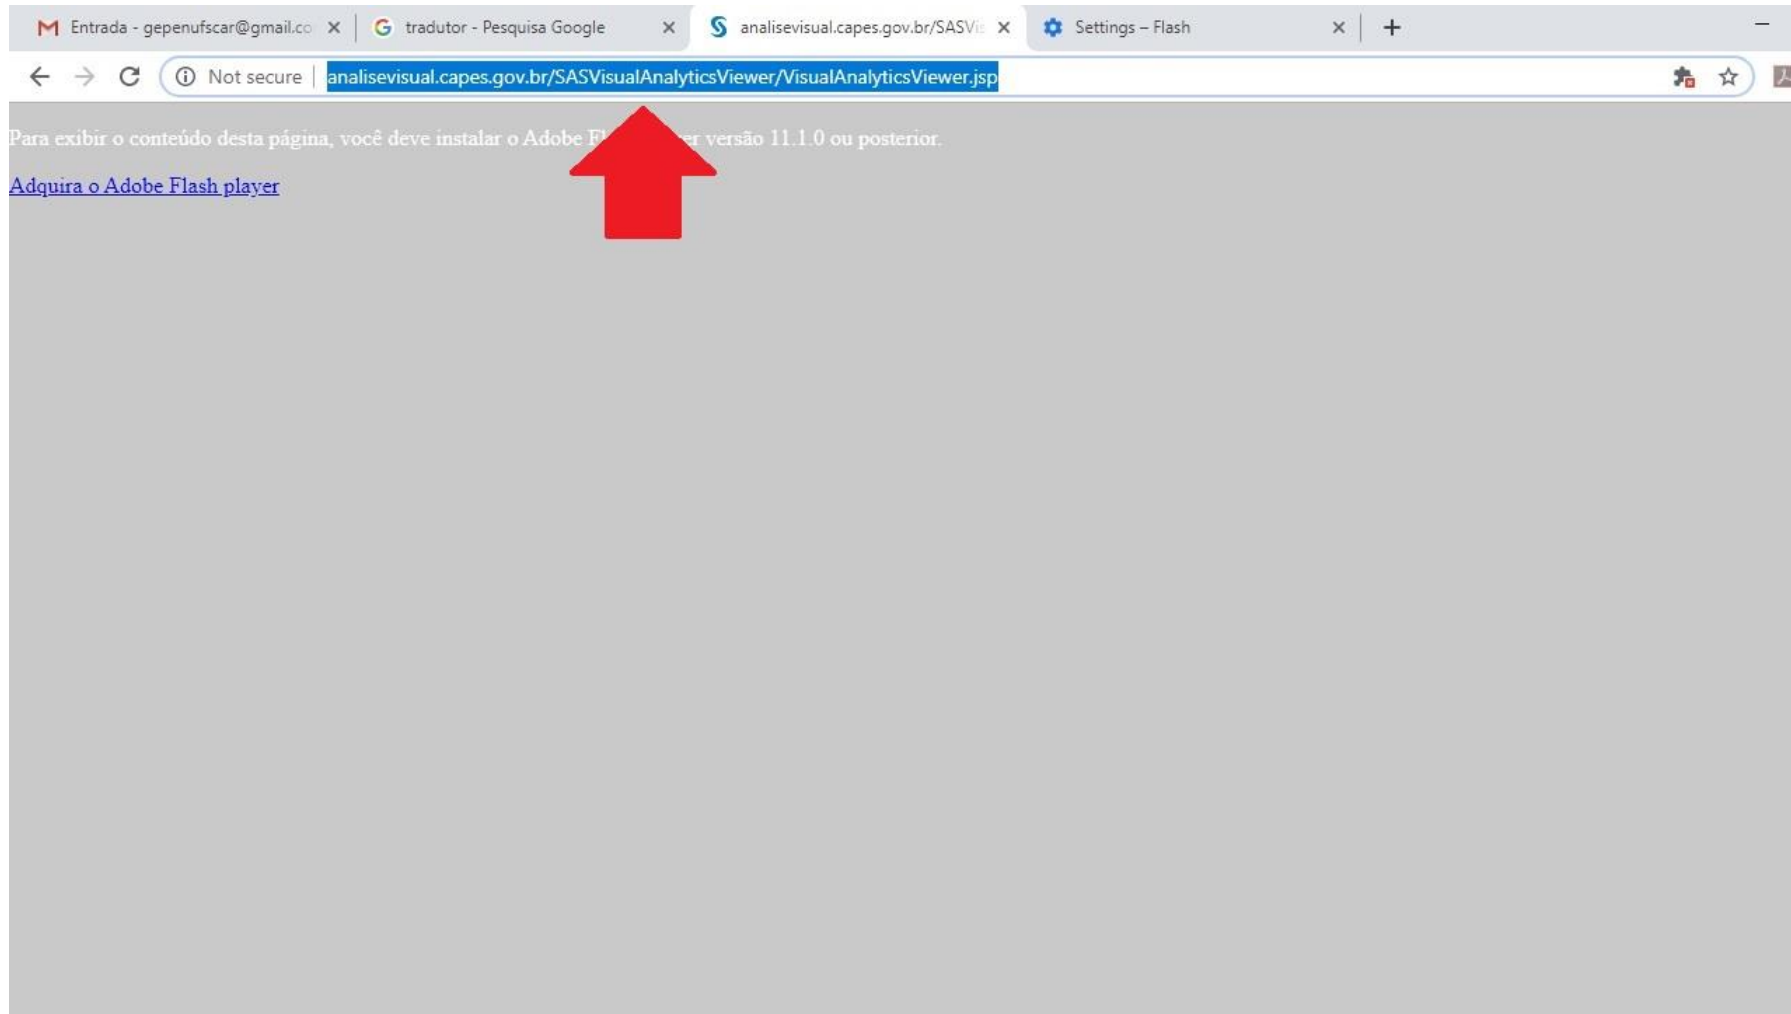 Entrada - gepenufscar@gmail.co
tradutor - Pesquisa Google
analisevisual.capes.gov.br/SASVis
Settings – Flash
Not secure
analisevisual.capes.gov.br/SASVisualAnalyticsViewer/VisualAnalyticsViewer.jsp
Para exibir o conteúdo desta página, você deve instalar o Adobe versão 11.1.0 ou posterior.
Adquira o Adobe Flash player